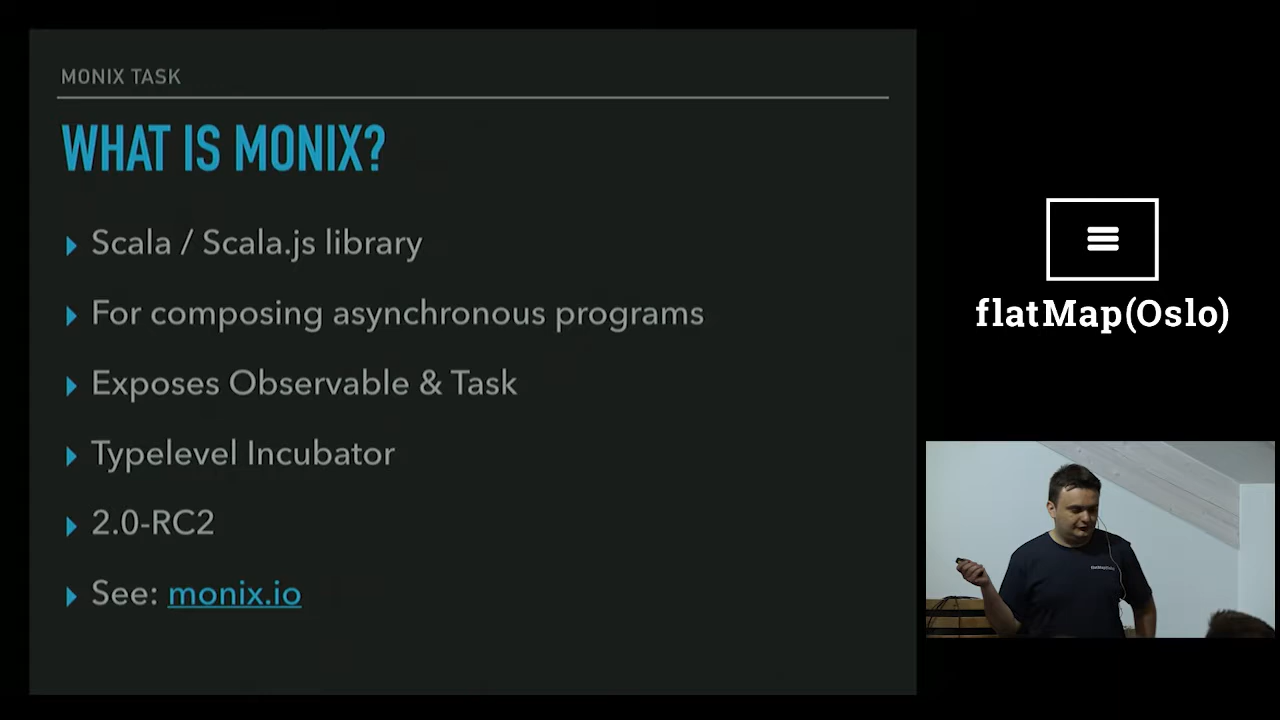 MONIX TASK
WHAT IS MONIX?
Scala / Scala.js library
For composing asynchronous programs
Exposes Observable & Task
Typelevel Incubator
2.0-RC2
See: monix.io
flatMap(Oslo)